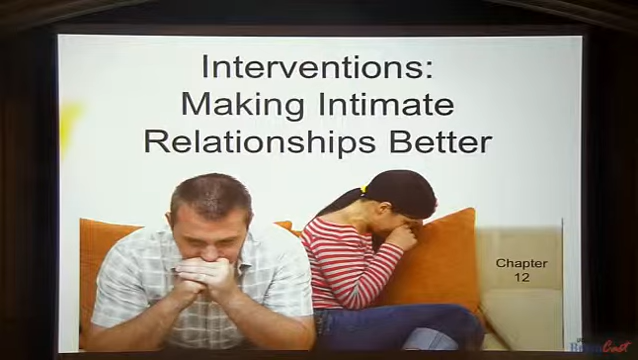 Interventions:
Making Intimate
Relationships Better
Chapter
12